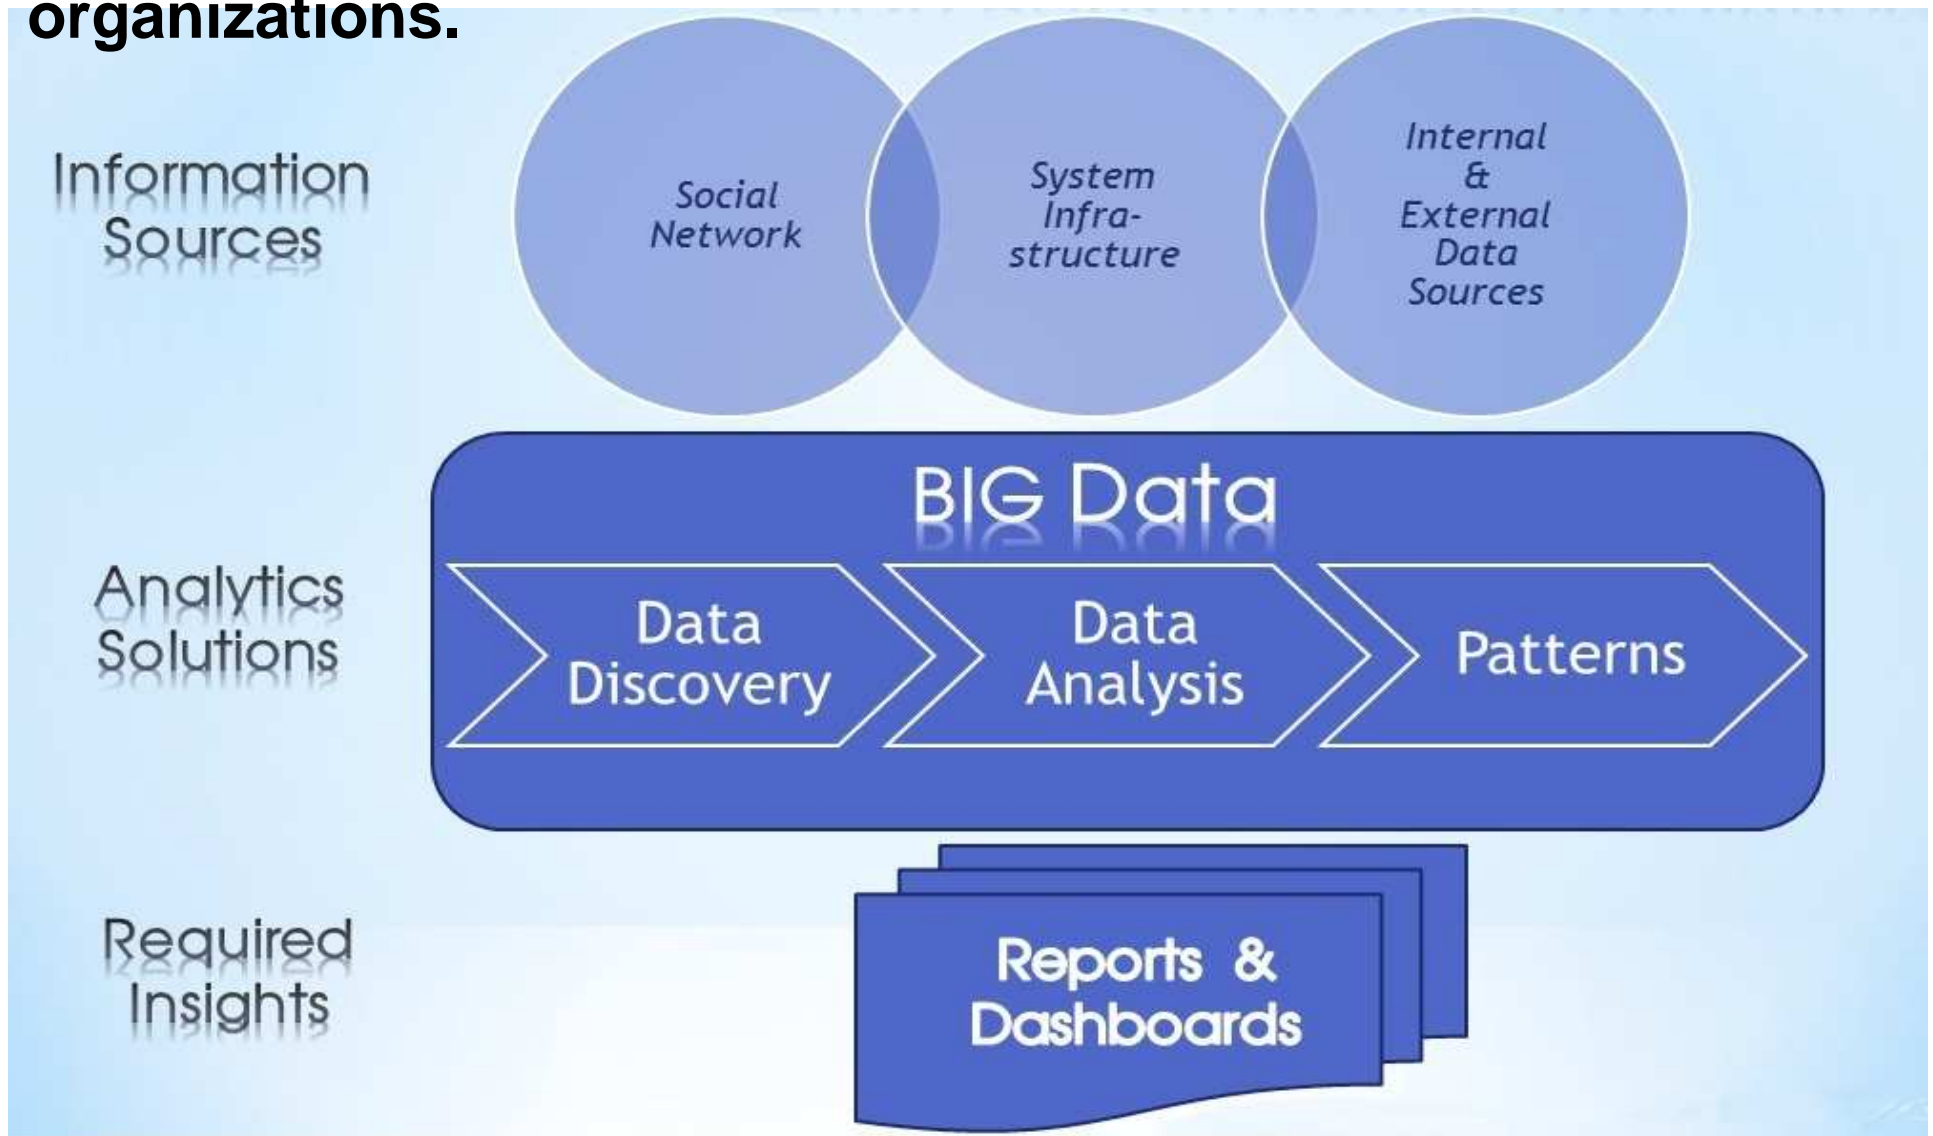 organizations.
Information
Sources
Social
Network
System
Infra-
structure
Internal
&
External
Data
Sources
BIG Data
Analytics
Solutions
Data
Discovery
Data
Analysis
Patterns
Required
Insights
Reports &
Dashboards